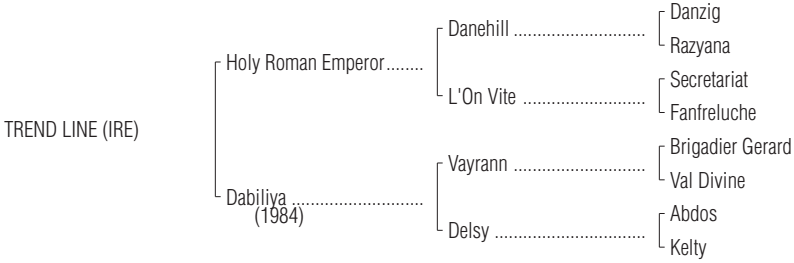 Danzig
Danehill ................................
Razyana
Holy Roman Emperor........
Secretariat
L'On Vite ..............................
Fanfreluche
TREND LINE (IRE)
Brigadier Gerard
Vayrann ................................
Val Divine
Dabiliya ................................
(1984)
Abdos
Delsy .....................................
Kelty